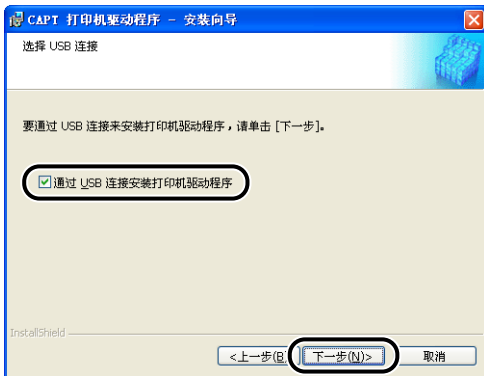 CAPT 打印机驱动程序 - 安装向导
选择 USB 连接
要通过 USB 连接来安装打印机驱动程序，请单击 [下一步]。
通过 USB 连接安装打印机驱动程序
InstallShield
<上一步(B) 下一步(N)> 取消